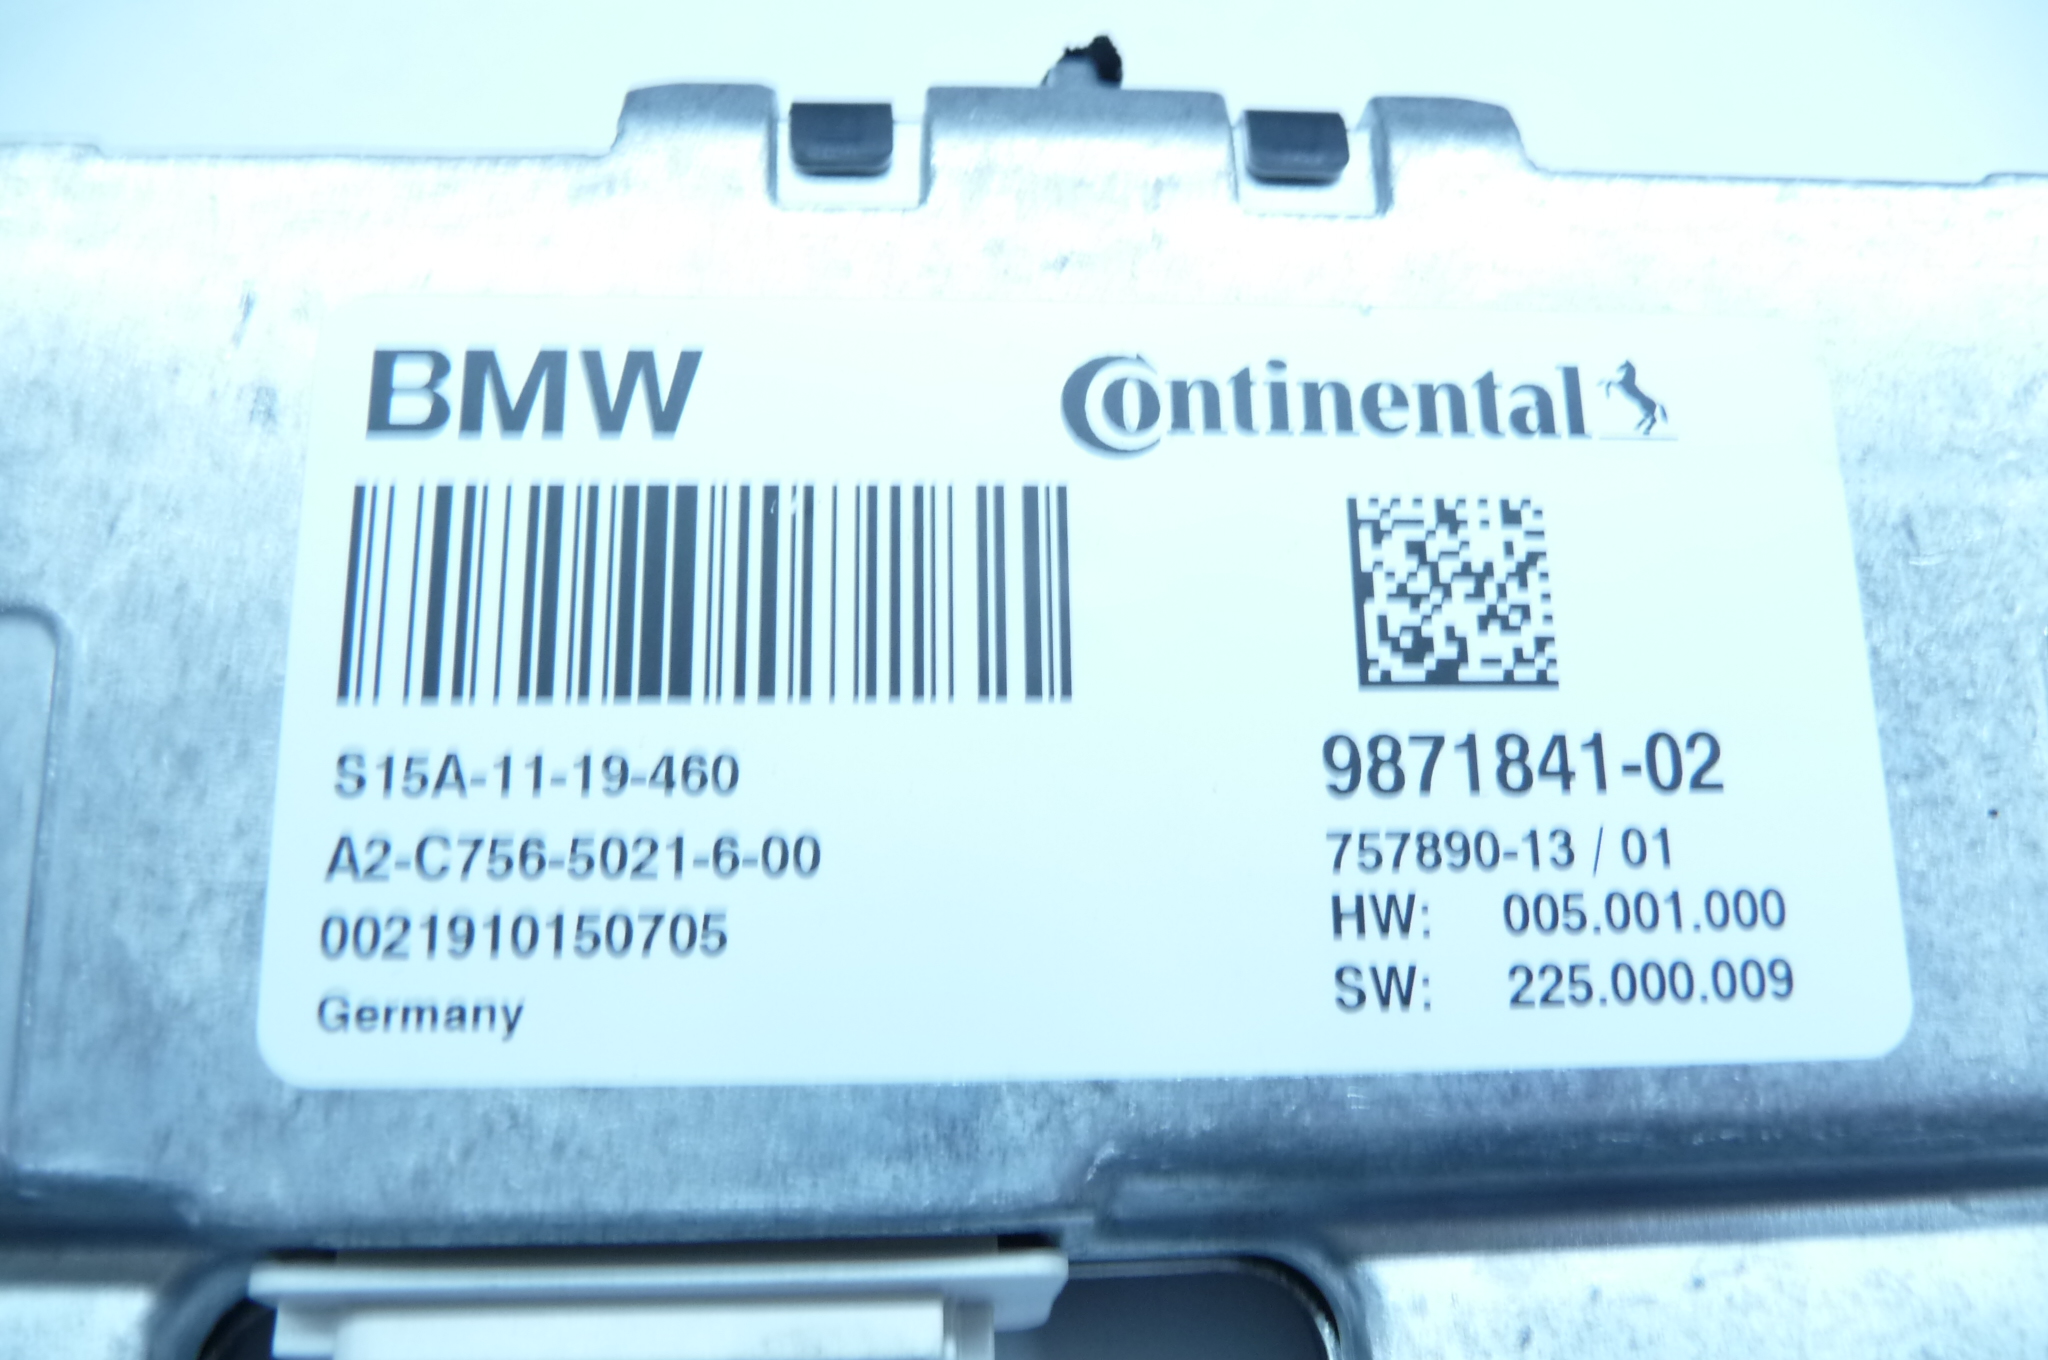 BMW
Continental
S15A-11-19-460
A2-C756-5021-6-00
0021910150705
Germany
9871841-02
757890-13 / 01
HW: 005.001.000
SW: 225.000.009